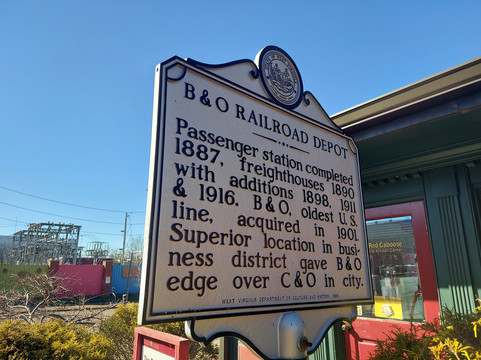 B & O RAILROAD DEPOT
Passenger station completed
1887, freighthouses 1890
with additions 1898, 1911
& 1916. B & O, oldest U. S.
line, acquired in 1901.
Superior location in busi-
ness district gave B & O
edge over C & O in city.
WEST VIRGINIA DEPARTMENT OF CULTURE AND HISTORY, 1985
Red Caboose